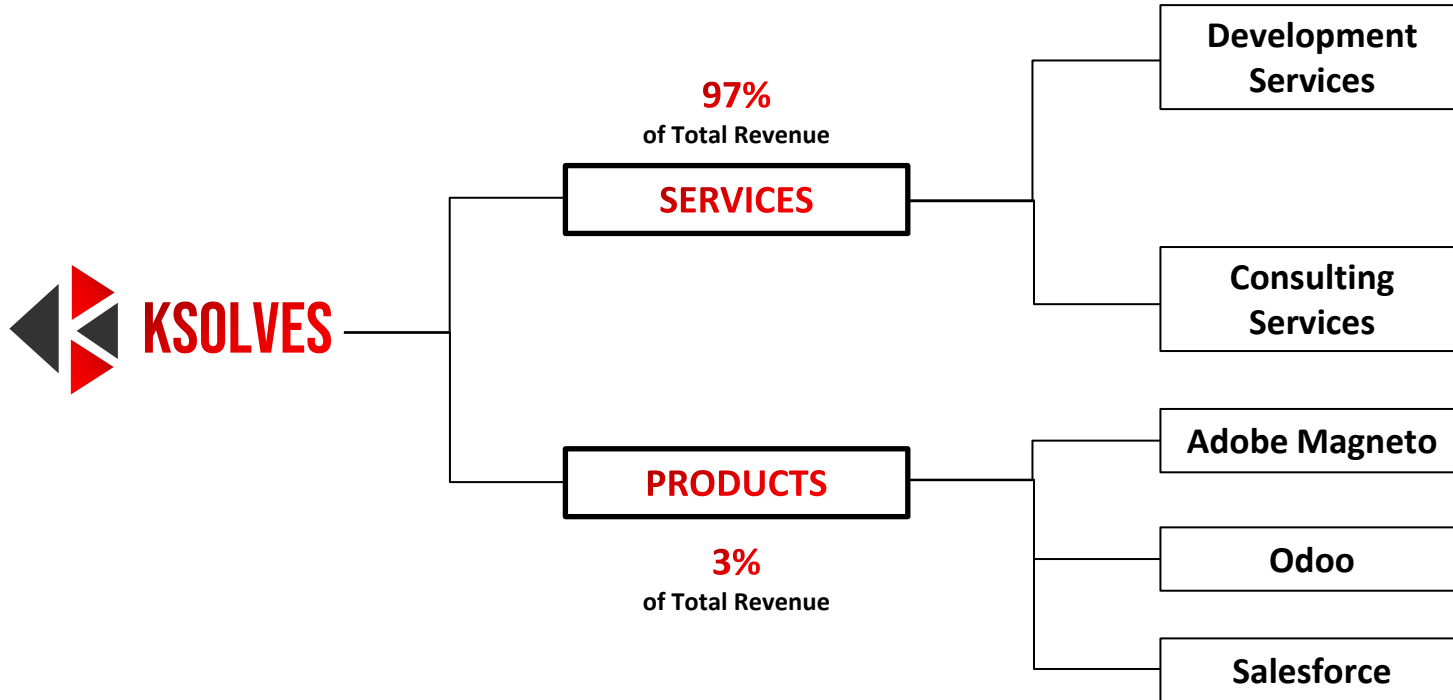 Development
Services
97%
of Total Revenue
SERVICES
Consulting
Services
KSOLVES
Adobe Magneto
PRODUCTS
3%
of Total Revenue
Odoo
Salesforce